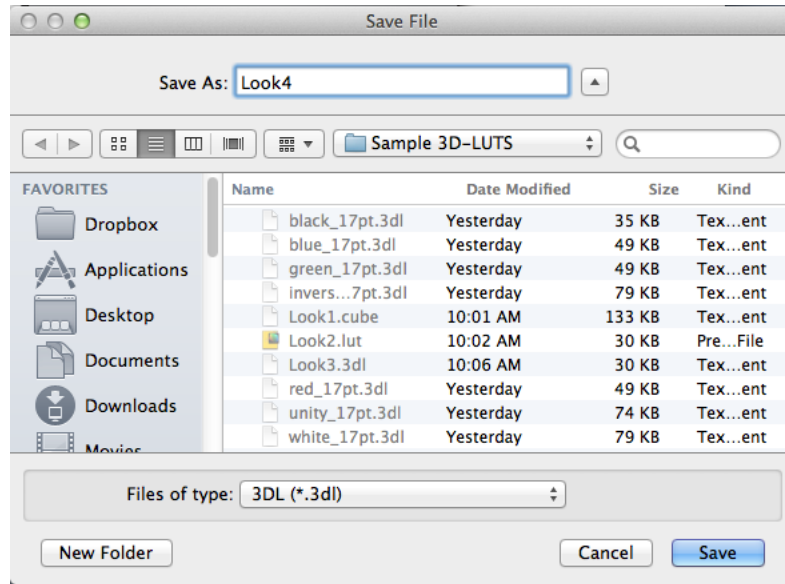 Save File
Save As: Look4
Sample 3D-LUTS
FAVORITES
Dropbox
Applications
Desktop
Documents
Downloads
Movies
Name Date Modified Size Kind
black_17pt.3dl Yesterday 35 KB Tex...ent
blue_17pt.3dl Yesterday 49 KB Tex...ent
green_17pt.3dl Yesterday 49 KB Tex...ent
invers...7pt.3dl Yesterday 79 KB Tex...ent
Look1.cube 10:01 AM 133 KB Tex...ent
Look2.lut 10:02 AM 30 KB Pre...File
Look3.3dl 10:06 AM 30 KB Tex...ent
red_17pt.3dl Yesterday 49 KB Tex...ent
unity_17pt.3dl Yesterday 74 KB Tex...ent
white_17pt.3dl Yesterday 79 KB Tex...ent
Files of type: 3DL (*.3dl)
New Folder Cancel Save